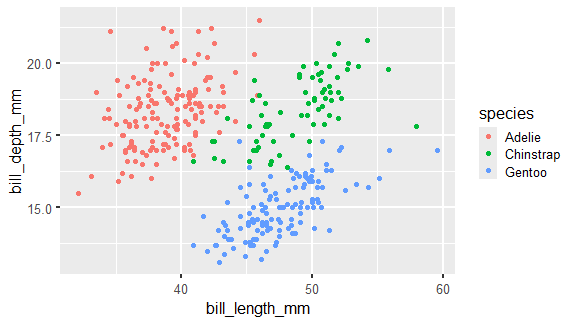 20.0
17.5
15.0
bill_depth_mm
40
50
60
bill_length_mm
species
Adelie
Chinstrap
Gentoo